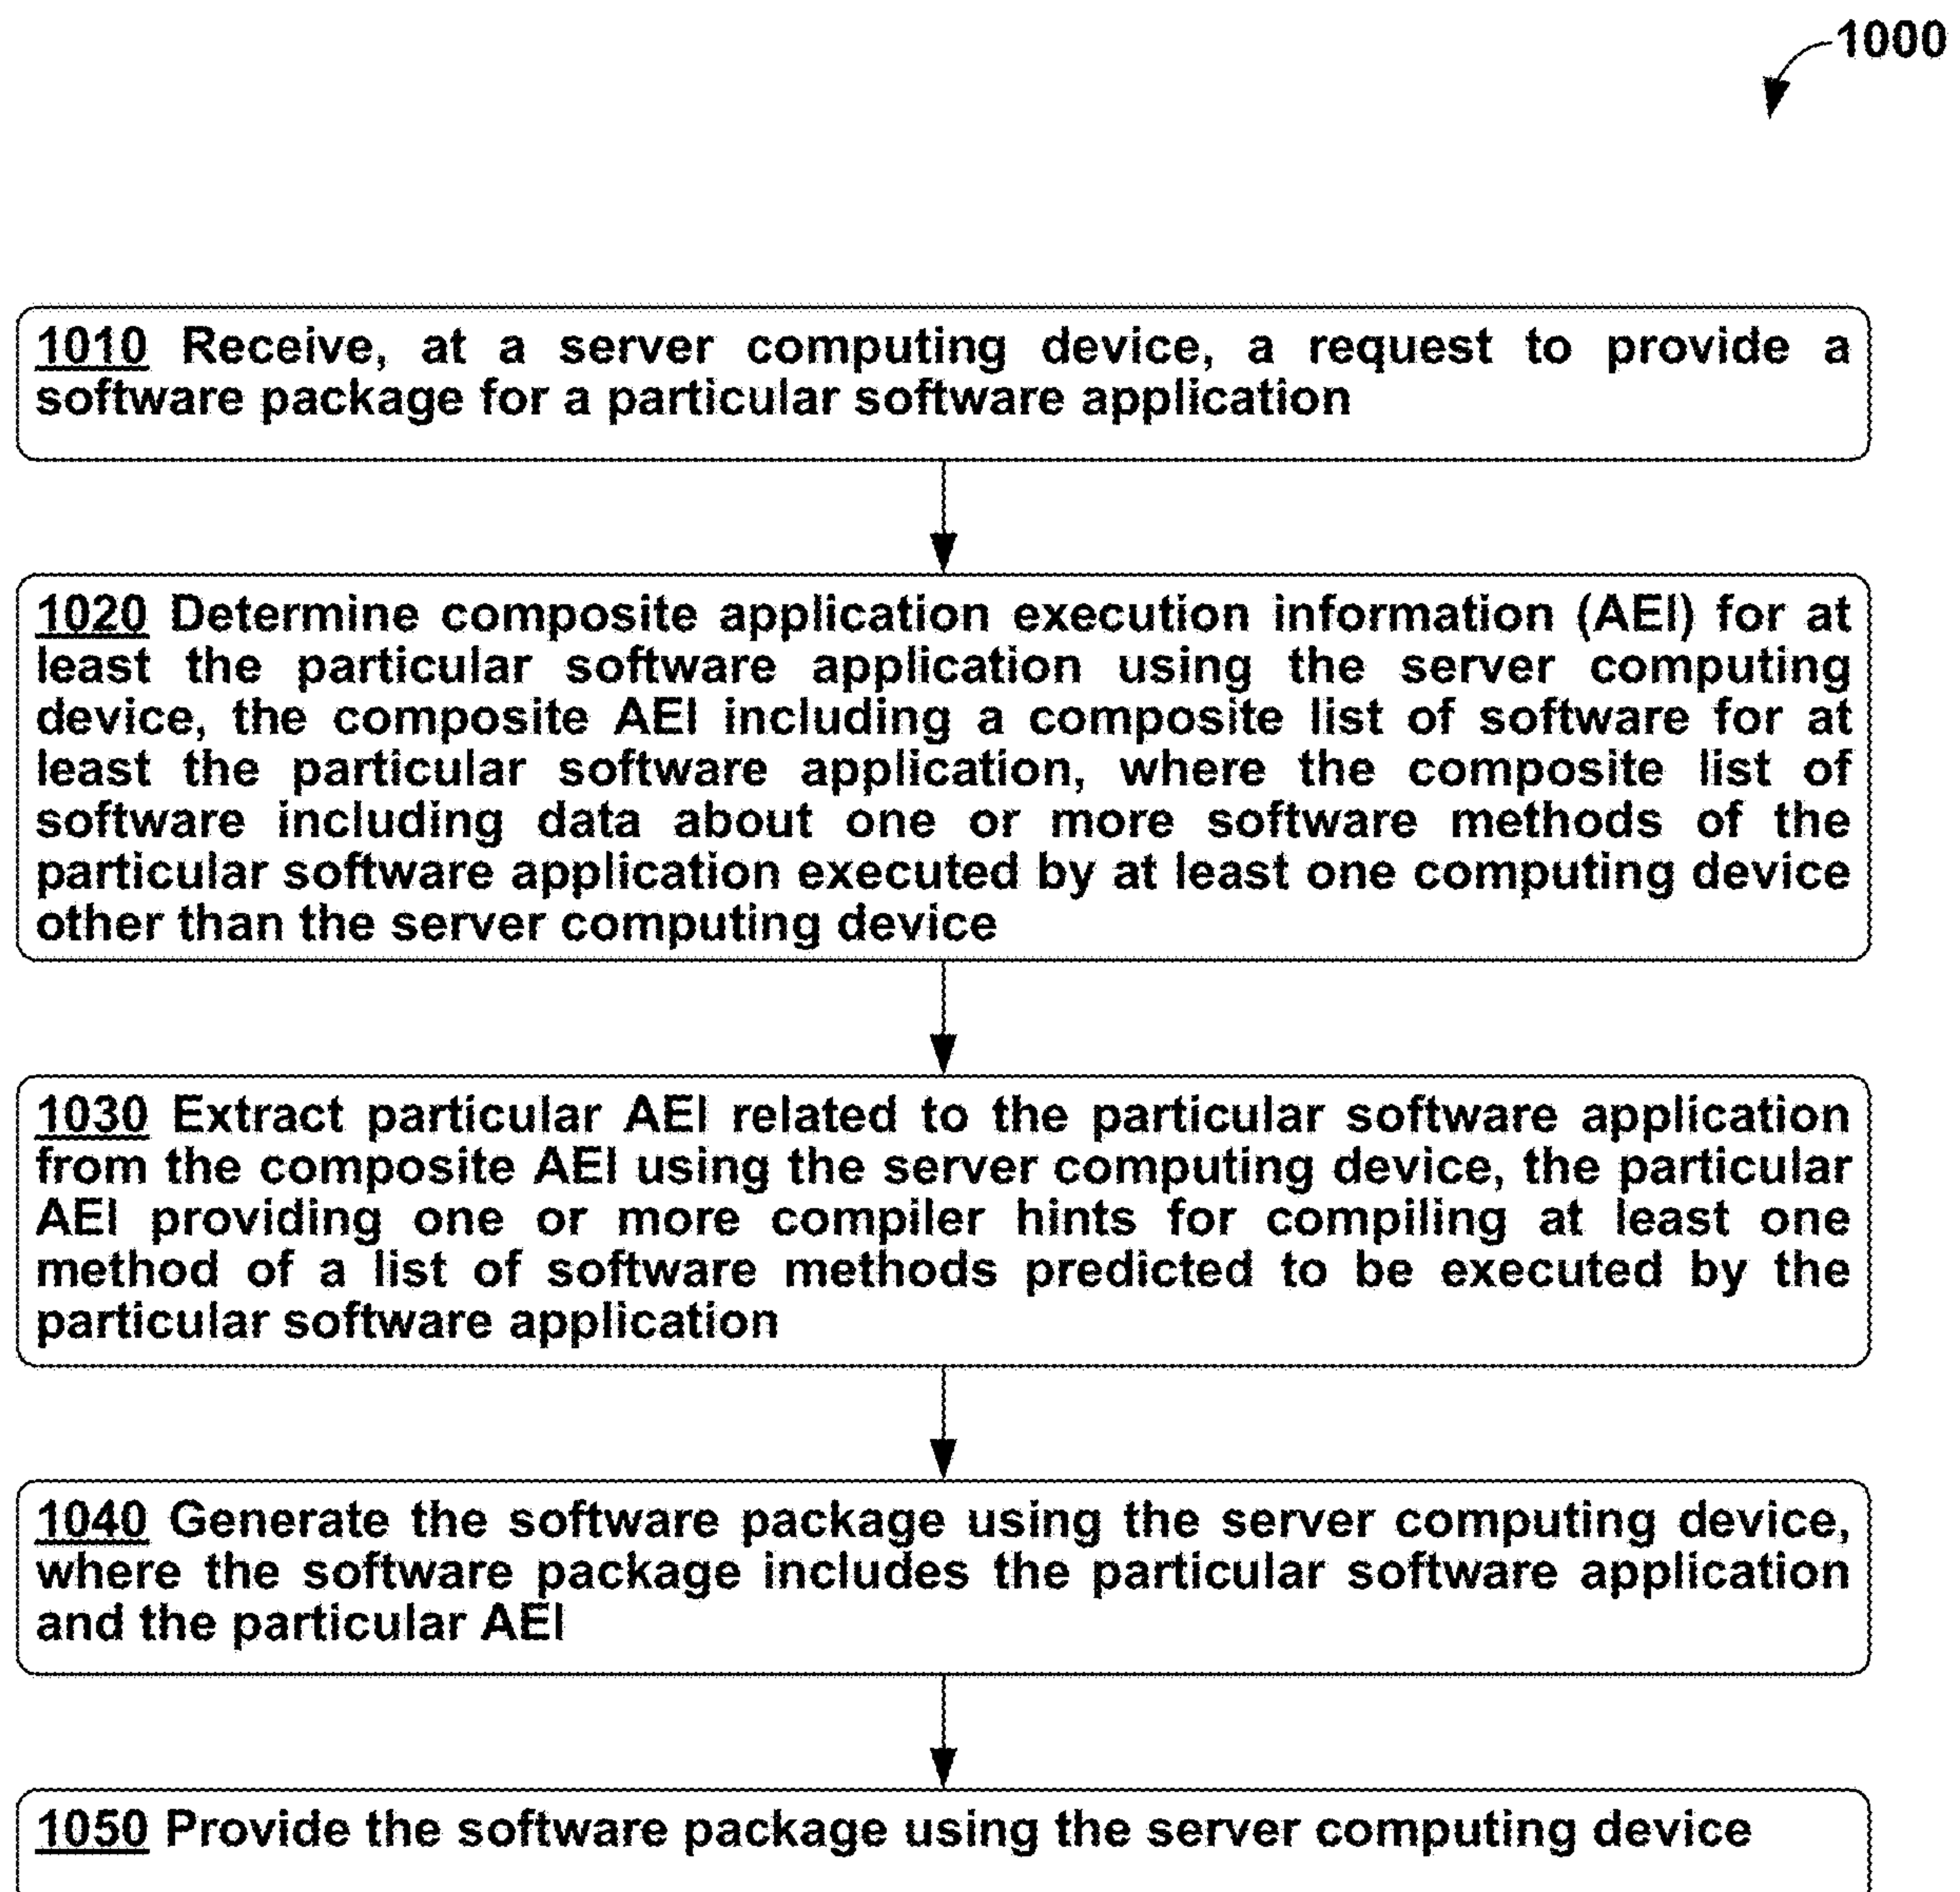 1000
1010 Receive, at a server computing device, a request to provide a
software package for a particular software application
1020 Determine composite application execution information (AEI) for at
least the particular software application using the server computing
device, the composite AEI including a composite list of software for at
least the particular software application, where the composite list of
software including data about one or more software methods of the
particular software application executed by at least one computing device
other than the server computing device
1030 Extract particular AEI related to the particular software application
from the composite AEI using the server computing device, the particular
AEI providing one or more compiler hints for compiling at least one
method of a list of software methods predicted to be executed by the
particular software application
1040 Generate the software package using the server computing device,
where the software package includes the particular software application
and the particular AEI
1050 Provide the software package using the server computing device